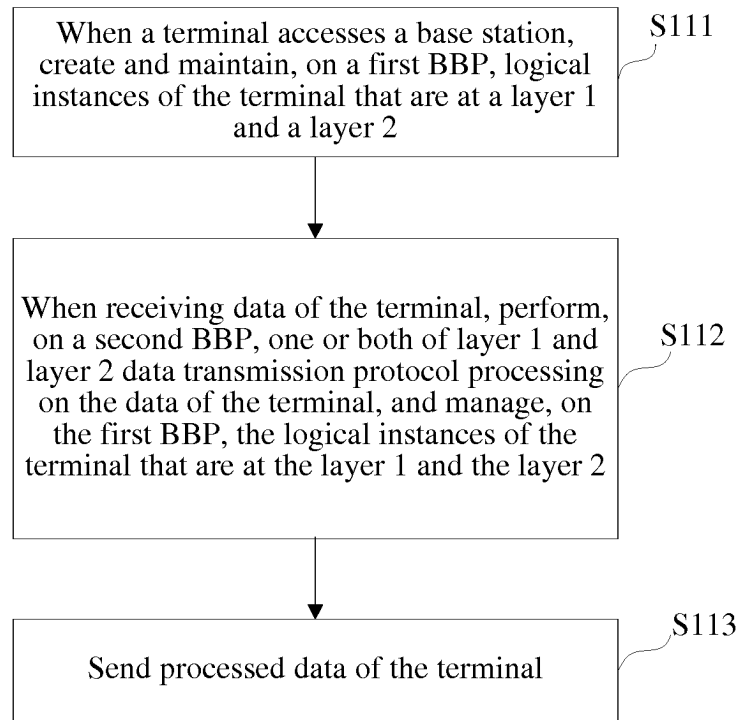 When a terminal accesses a base station,
create and maintain, on a first BBP, logical
instances of the terminal that are at a layer 1
and a layer 2
S111
When receiving data of the terminal, perform,
on a second BBP, one or both of layer 1 and
layer 2 data transmission protocol processing
on the data of the terminal, and manage, on
the first BBP, the logical instances of the
terminal that are at the layer 1 and the layer 2
S112
Send processed data of the terminal
S113